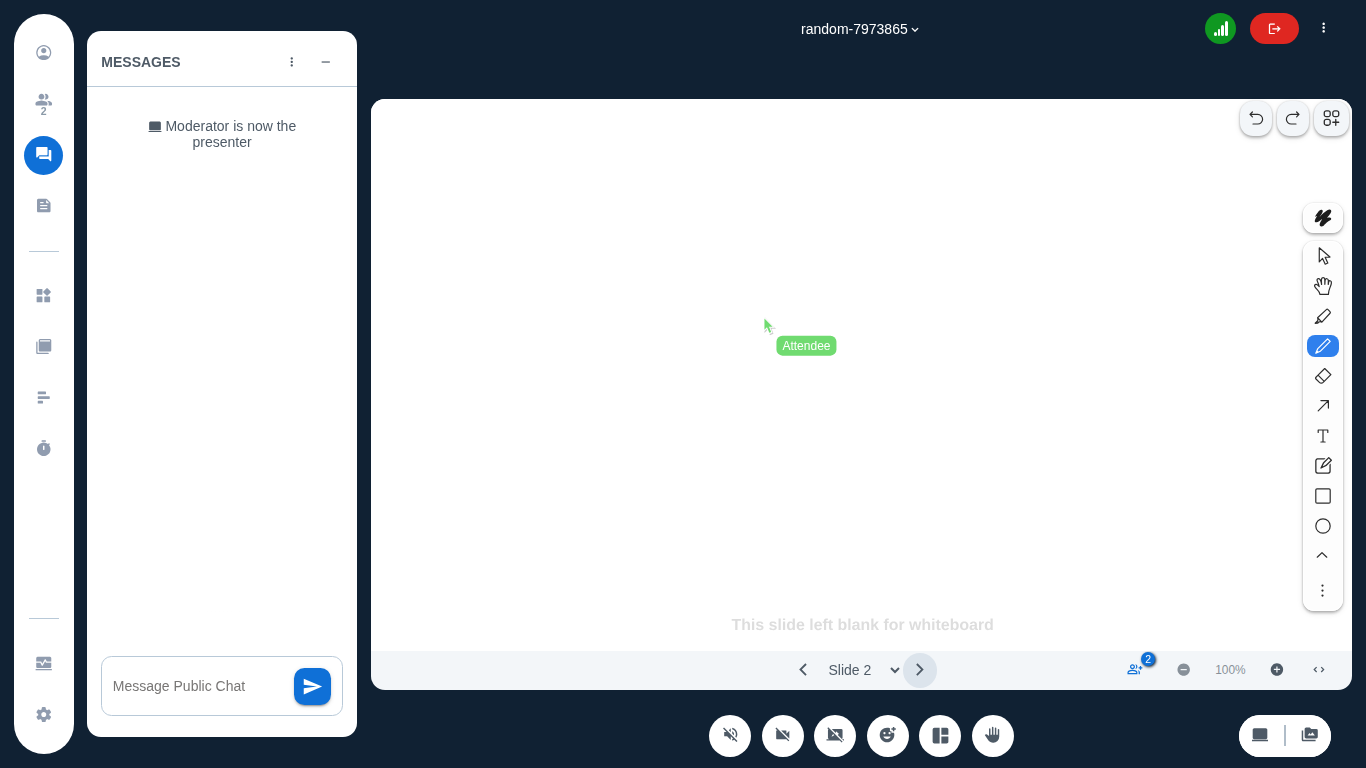 random-7973865
MESSAGES
2
Moderator is now the
presenter
Attendee
This slide left blank for whiteboard
Message Public Chat
Slide 2
2
100%